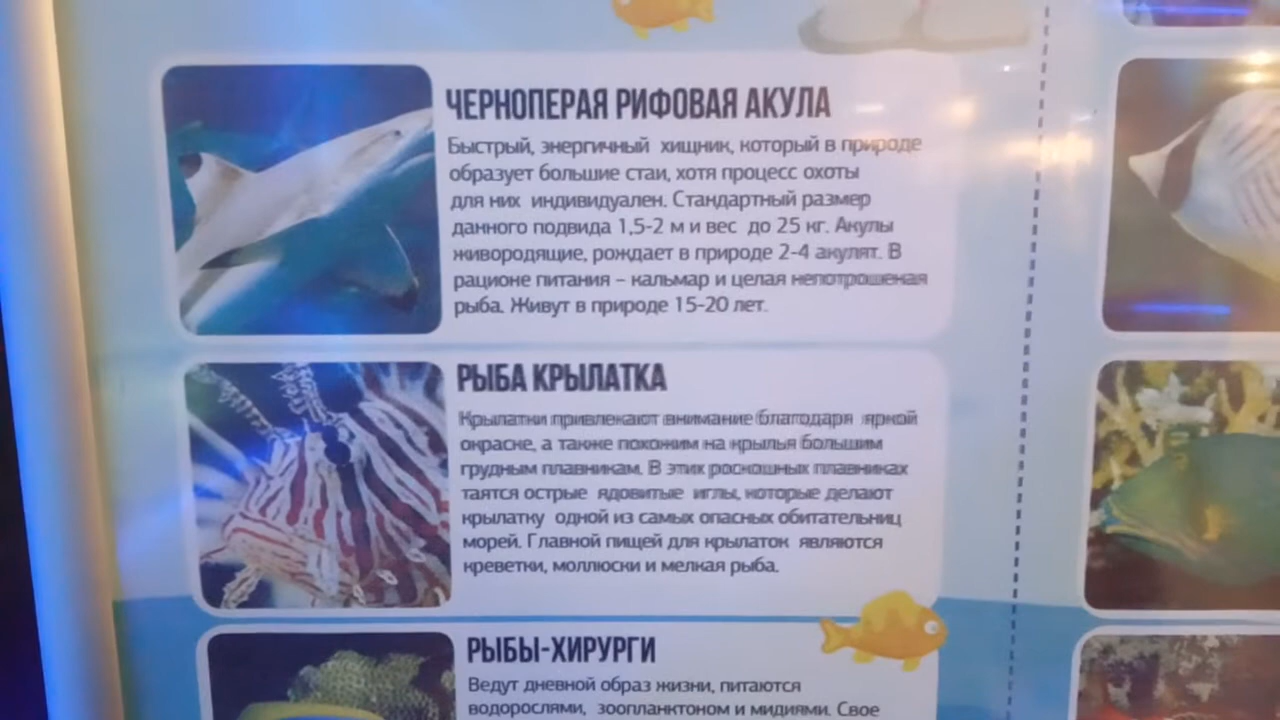 ЧЕРНОПЕРАЯ РИФОВАЯ АКУЛА
Быстрый, энергичный хищник, который в природе
образует большие стаи, хотя процесс охоты
для них индивидуален. Стандартный размер
данного подвида 1,5-2 м и вес до 25 кг. Акулы
живородящие, рождает в природе 2-4 акулят. В
рационе питания – кальмар и целая непотрошеная
рыба. Живут в природе 15-20 лет.
РЫБА КРЫЛАТКА
Крылатки привлекают внимание благодаря яркой
окраске, а также похожим на крылья большим
грудным плавникам. В этих роскошных плавниках
таятся острые ядовитые иглы, которые делают
крылатку одной из самых опасных обитательниц
морей. Главной пищей для крылаток являются
креветки, моллюски и мелкая рыба.
РЫБЫ-ХИРУРГИ
Ведут дневной образ жизни, питаются
водорослями, зоопланктоном и мидиями. Свое